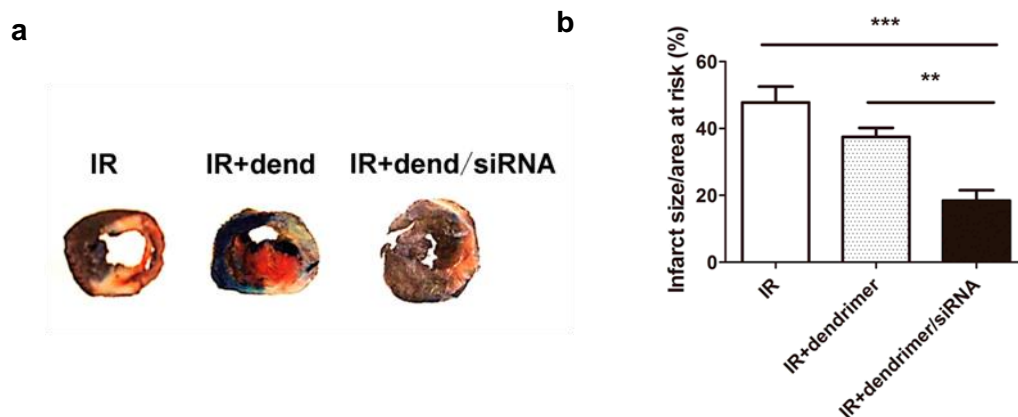 a
IR
IR+dend
IR+dend/siRNA
b
***
**
Infarct size/area at risk (%)
60
40
20
0
IR
IR+dendrimer
IR+dendrimer/siRNA